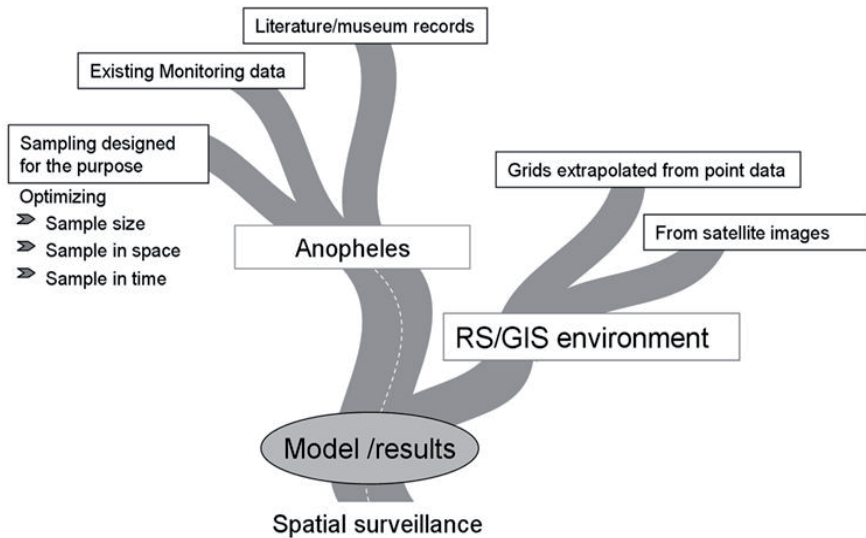 Literature/museum records
Existing Monitoring data
Sampling designed
for the purpose
Optimizing
Sample size
Sample in space
Sample in time
Anopheles
Grids extrapolated from point data
From satellite images
RS/GIS environment
Model /results
Spatial surveillance